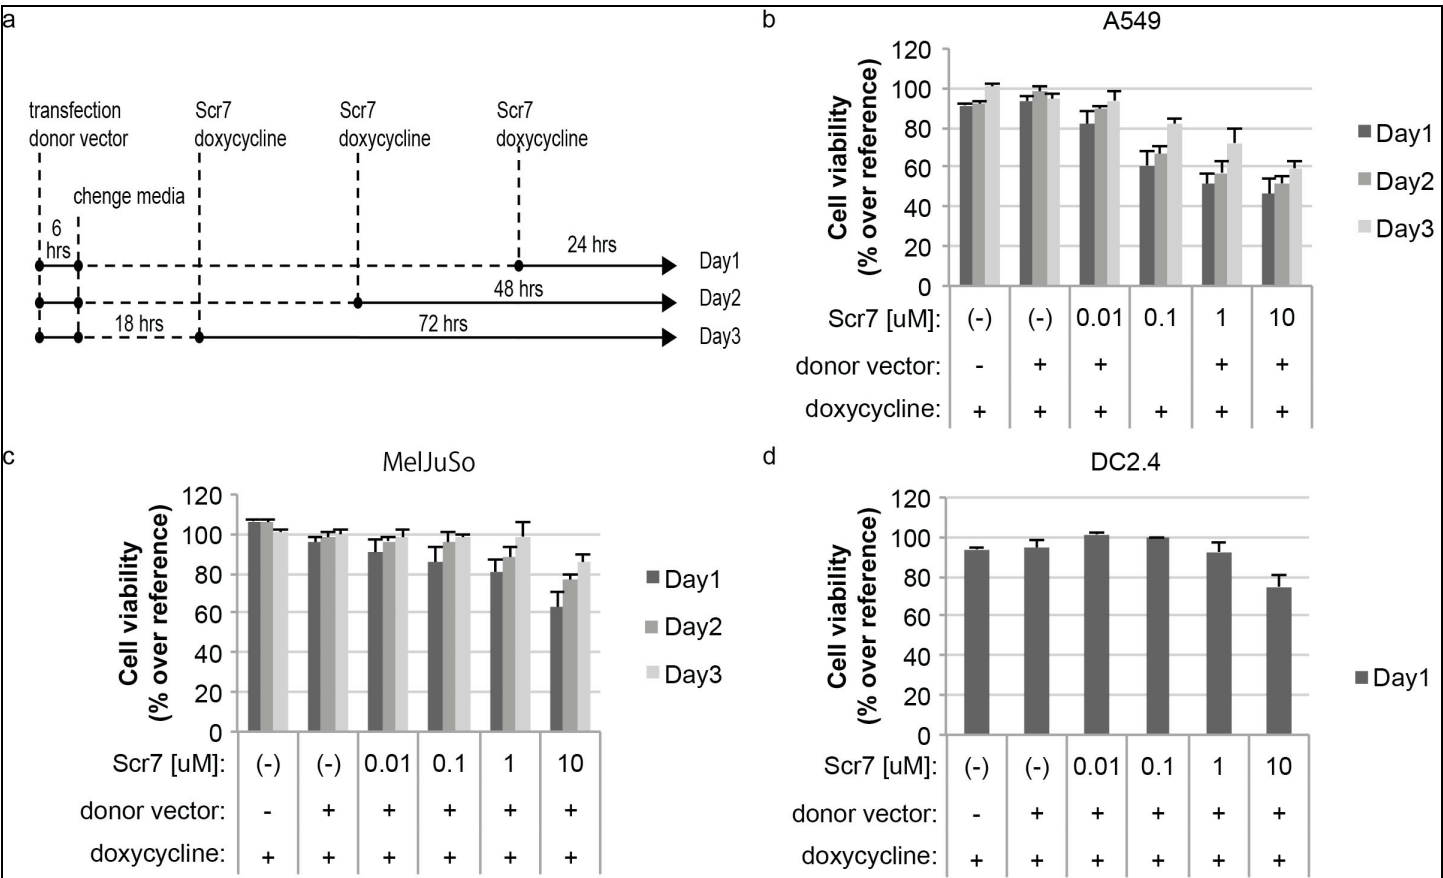 a
transfection
donor vector
Scr7
doxycycline
Scr7
doxycycline
Scr7
doxycycline
chenge media
6
hrs
24 hrs
Day1
48 hrs
Day2
18 hrs
72 hrs
Day3
b
A549
Cell viability
(% over reference)
120
100
80
60
40
20
0
Day1
Day2
Day3
Scr7 [uM]: (-) (-) 0.01 0.1 1 10
donor vector: - + + + +
doxycycline: + + + + + +
c
MelJuSo
Cell viability
(% over reference)
120
100
80
60
40
20
0
Day1
Day2
Day3
Scr7 [uM]: (-) (-) 0.01 0.1 1 10
donor vector: - + + + + +
doxycycline: + + + + + +
d
DC2.4
Cell viability
(% over reference)
120
100
80
60
40
20
0
Day1
Scr7 [uM]: (-) (-) 0.01 0.1 1 10
donor vector: - + + + + +
doxycycline: + + + + + +